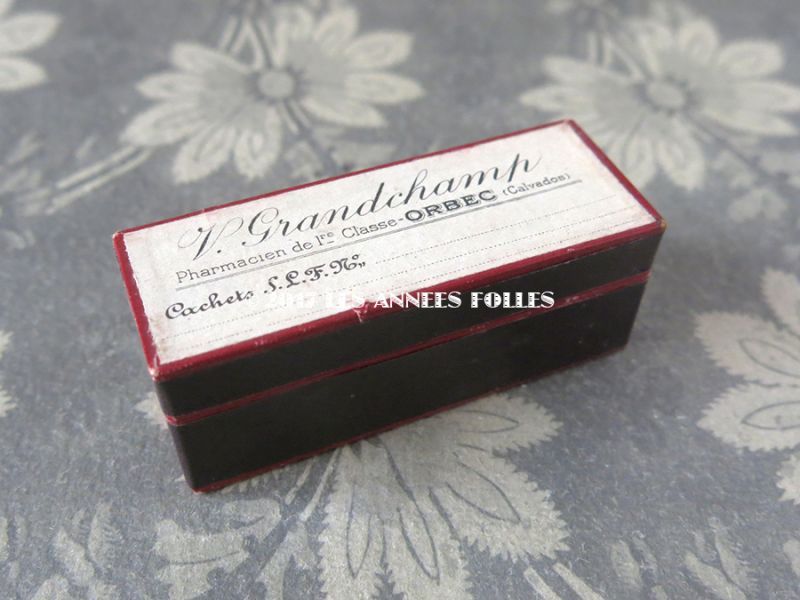 V. Grandchamp
Pharmacien de 1re Classe-ORBEC (Calvados)
Cachets S.L.F. No
2017 LES ANNEES FOLLES